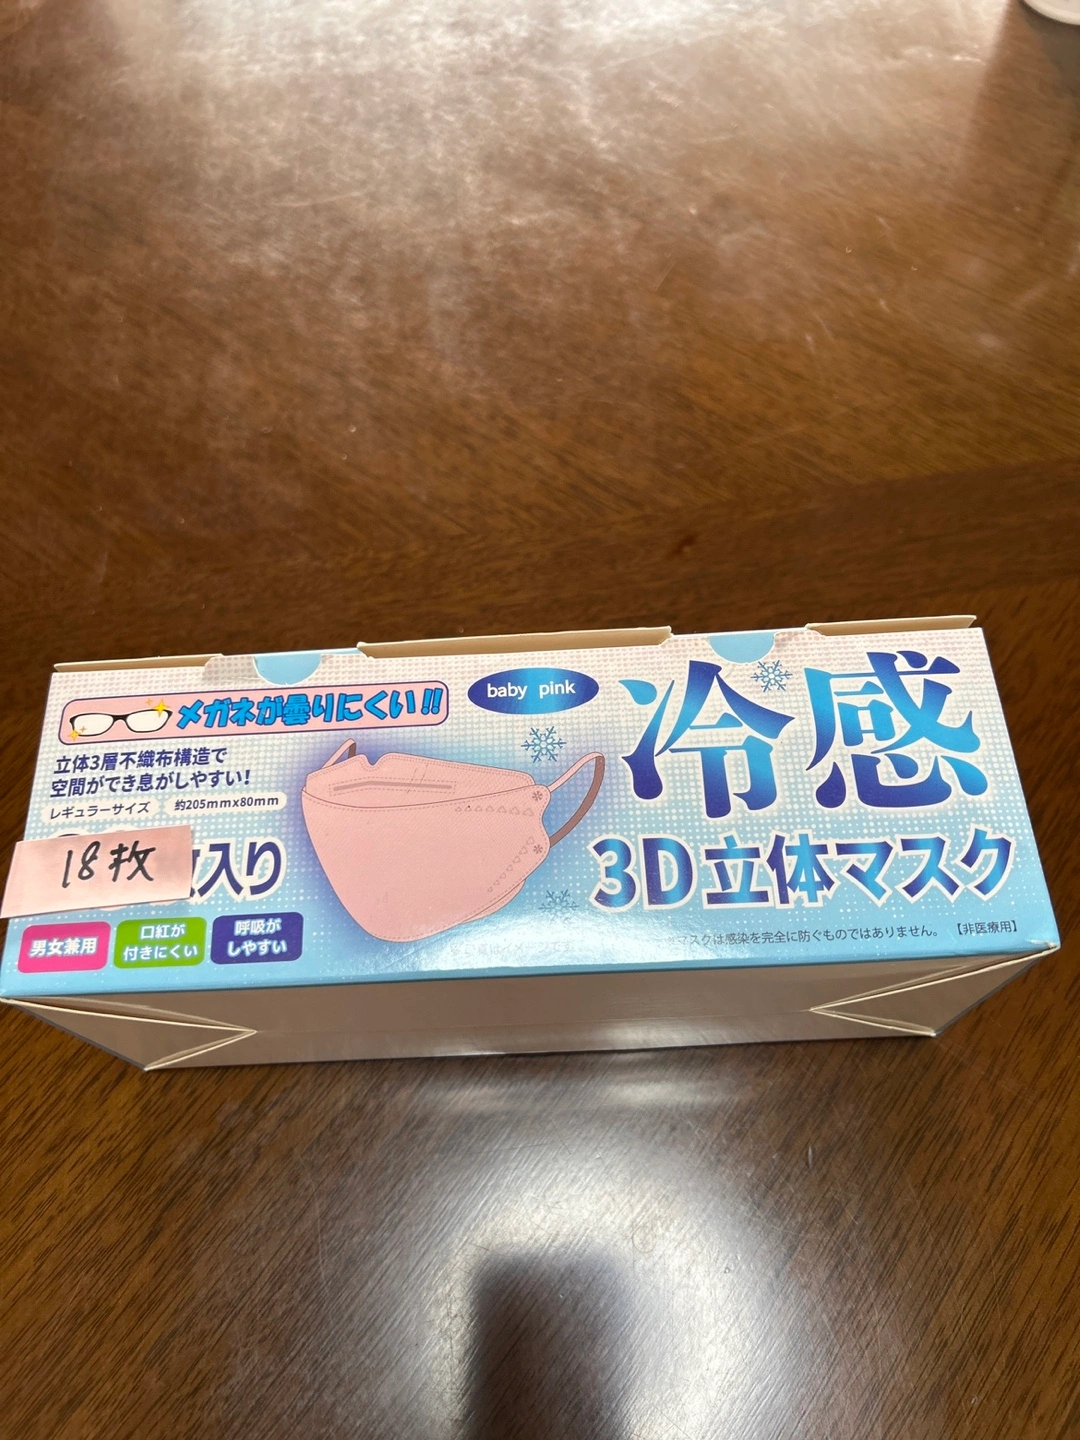 メガネが曇りにくい!!
baby pink
冷感
立体3層不織布構造で
空間ができ息がしやすい!
レギュラーサイズ 約205mmx80mm
18枚
入り
3D立体マスク
男女兼用
口紅が
付きにくい
呼吸が
しやすい
マスクは感染を完全に防ぐものではありません。【非医療用】